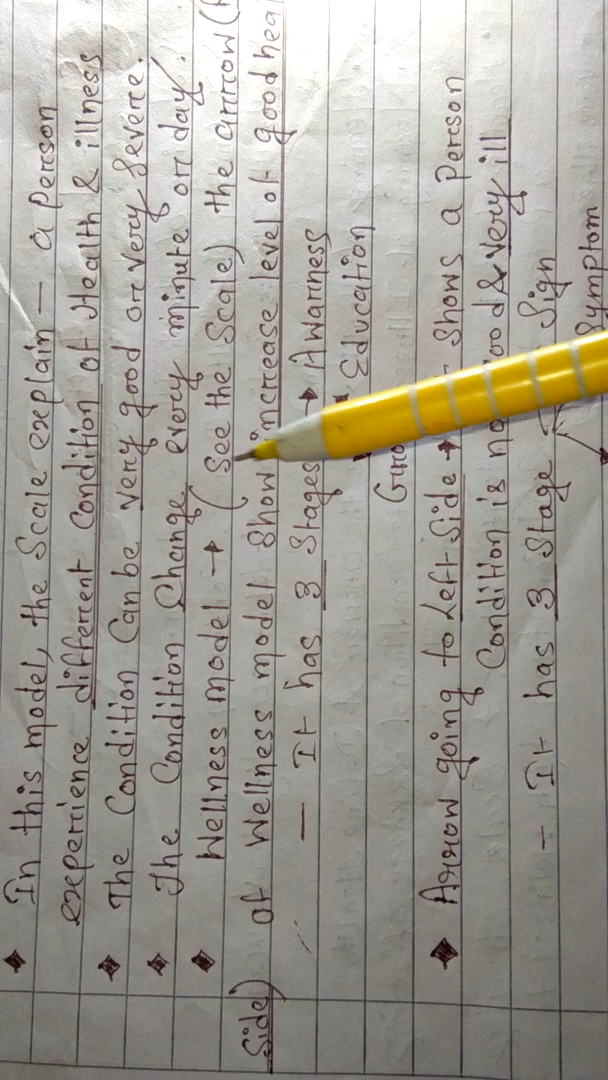 ◆ In this model, the Scale explain — a Person
experience different Condition of Health & illness
◆ The Condition Can be very good or very Severe.
◆ The Condition Change every minute or day.
◆ Wellness model → (See the Scale) the arrow
Side) of Wellness model Show increase level of good
— It has 3 Stages → Awarness
Education
◆ Arrow going to Left Side → Shows a Person
Condition is & very ill
— It has 3 Stage Sign
Symptom